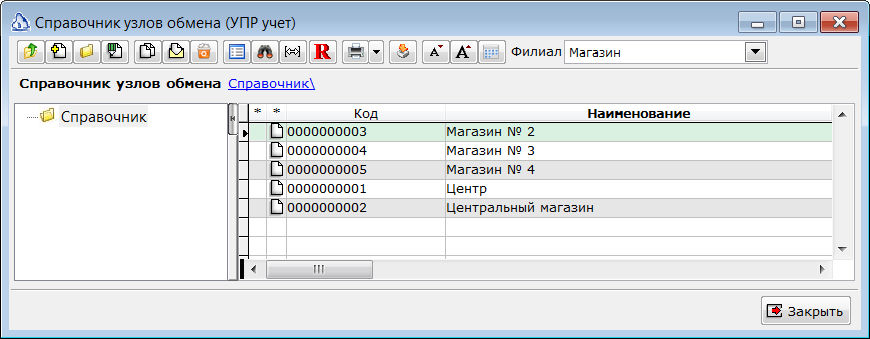 Справочник узлов обмена (УПР учет)
R A A Филиал Магазин
Справочник узлов обмена Справочник\
Справочник
* * Код Наименование
0000000003 Магазин № 2
0000000004 Магазин № 3
0000000005 Магазин № 4
0000000001 Центр
0000000002 Центральный магазин
Закрыть